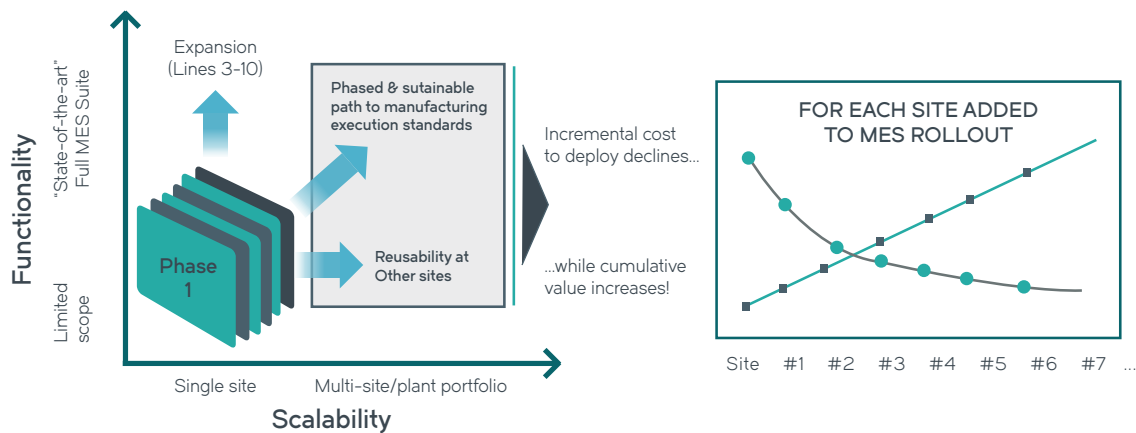 Functionality
"State-of-the-art"
Full MES Suite
Limited
scope
Expansion
(Lines 3-10)
Phase
1
Phased & sutainable
path to manufacturing
execution standards
Reusability at
Other sites
Single site
Multi-site/plant portfolio
Scalability
Incremental cost
to deploy declines...
...while cumulative
value increases!
FOR EACH SITE ADDED
TO MES ROLLOUT
Site #1 #2 #3 #4 #5 #6 #7 ...